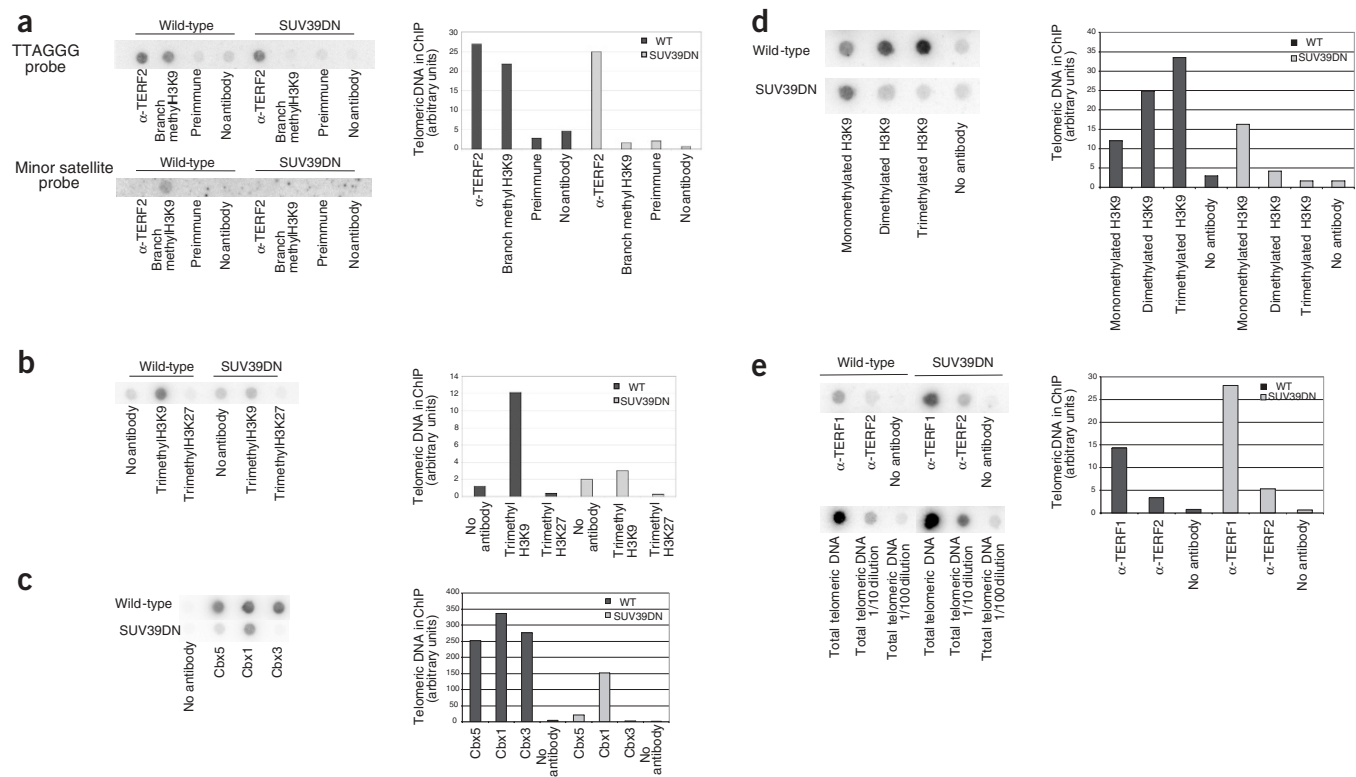 a
Wild-type SUV39DN
TTAGGG
probe
α-TERF2
Branch
methylH3K9
Preimmune
No antibody
α-TERF2
Branch
methylH3K9
Preimmune
No antibody
Minor satellite
probe
Wild-type SUV39DN
α-TERF2
Branch
methylH3K9
Preimmune
No antibody
α-TERF2
Branch
methylH3K9
Preimmune
No antibody
Telomeric DNA in ChIP
(arbitrary units)
30
25
20
15
10
5
0
WT
SUV39DN
α-TERF2
Branch methyl H3K9
Preimmune
No antibody
α-TERF2
Branch methyl H3K9
Preimmune
No antibody
b
Wild-type SUV39DN
No antibody
TrimethylH3K9
TrimethylH3K27
No antibody
TrimethylH3K9
TrimethylH3K27
Telomeric DNA in ChIP
(arbitrary units)
14
12
10
8
6
4
2
0
WT
SUV39DN
No
antibody
Trimethyl
H3K9
Trimethyl
H3K27
No
antibody
Trimethyl
H3K9
Trimethyl
H3K27
c
Wild-type
SUV39DN
No antibody
Cbx5
Cbx1
Cbx3
Telomeric DNA in ChIP
(arbitrary units)
400
350
300
250
200
150
100
50
0
WT
SUV39DN
Cbx5
Cbx1
Cbx3
No
antibody
Cbx5
Cbx1
Cbx3
No
antibody
d
Wild-type
SUV39DN
Monomethylated H3K9
Dimethylated H3K9
Trimethylated H3K9
No antibody
Telomeric DNA in ChIP
(arbitrary units)
40
35
30
25
20
15
10
5
0
WT
SUV39DN
Monomethylated H3K9
Dimethylated H3K9
Trimethylated H3K9
No antibody
Monomethylated H3K9
Dimethylated H3K9
Trimethylated H3K9
No antibody
e
Wild-type SUV39DN
α-TERF1
α-TERF2
No antibody
α-TERF1
α-TERF2
No antibody
Total telomeric DNA
Total telomeric DNA
1/10 dilution
Total telomeric DNA
1/100 dilution
Total telomeric DNA
Total telomeric DNA
1/10 dilution
Ttotal telomeric DNA
1/100 dilution
Telomeric DNA in ChIP
(arbitrary units)
30
25
20
15
10
5
0
WT
SUV39DN
α-TERF1
α-TERF2
No antibody
α-TERF1
α-TERF2
No antibody